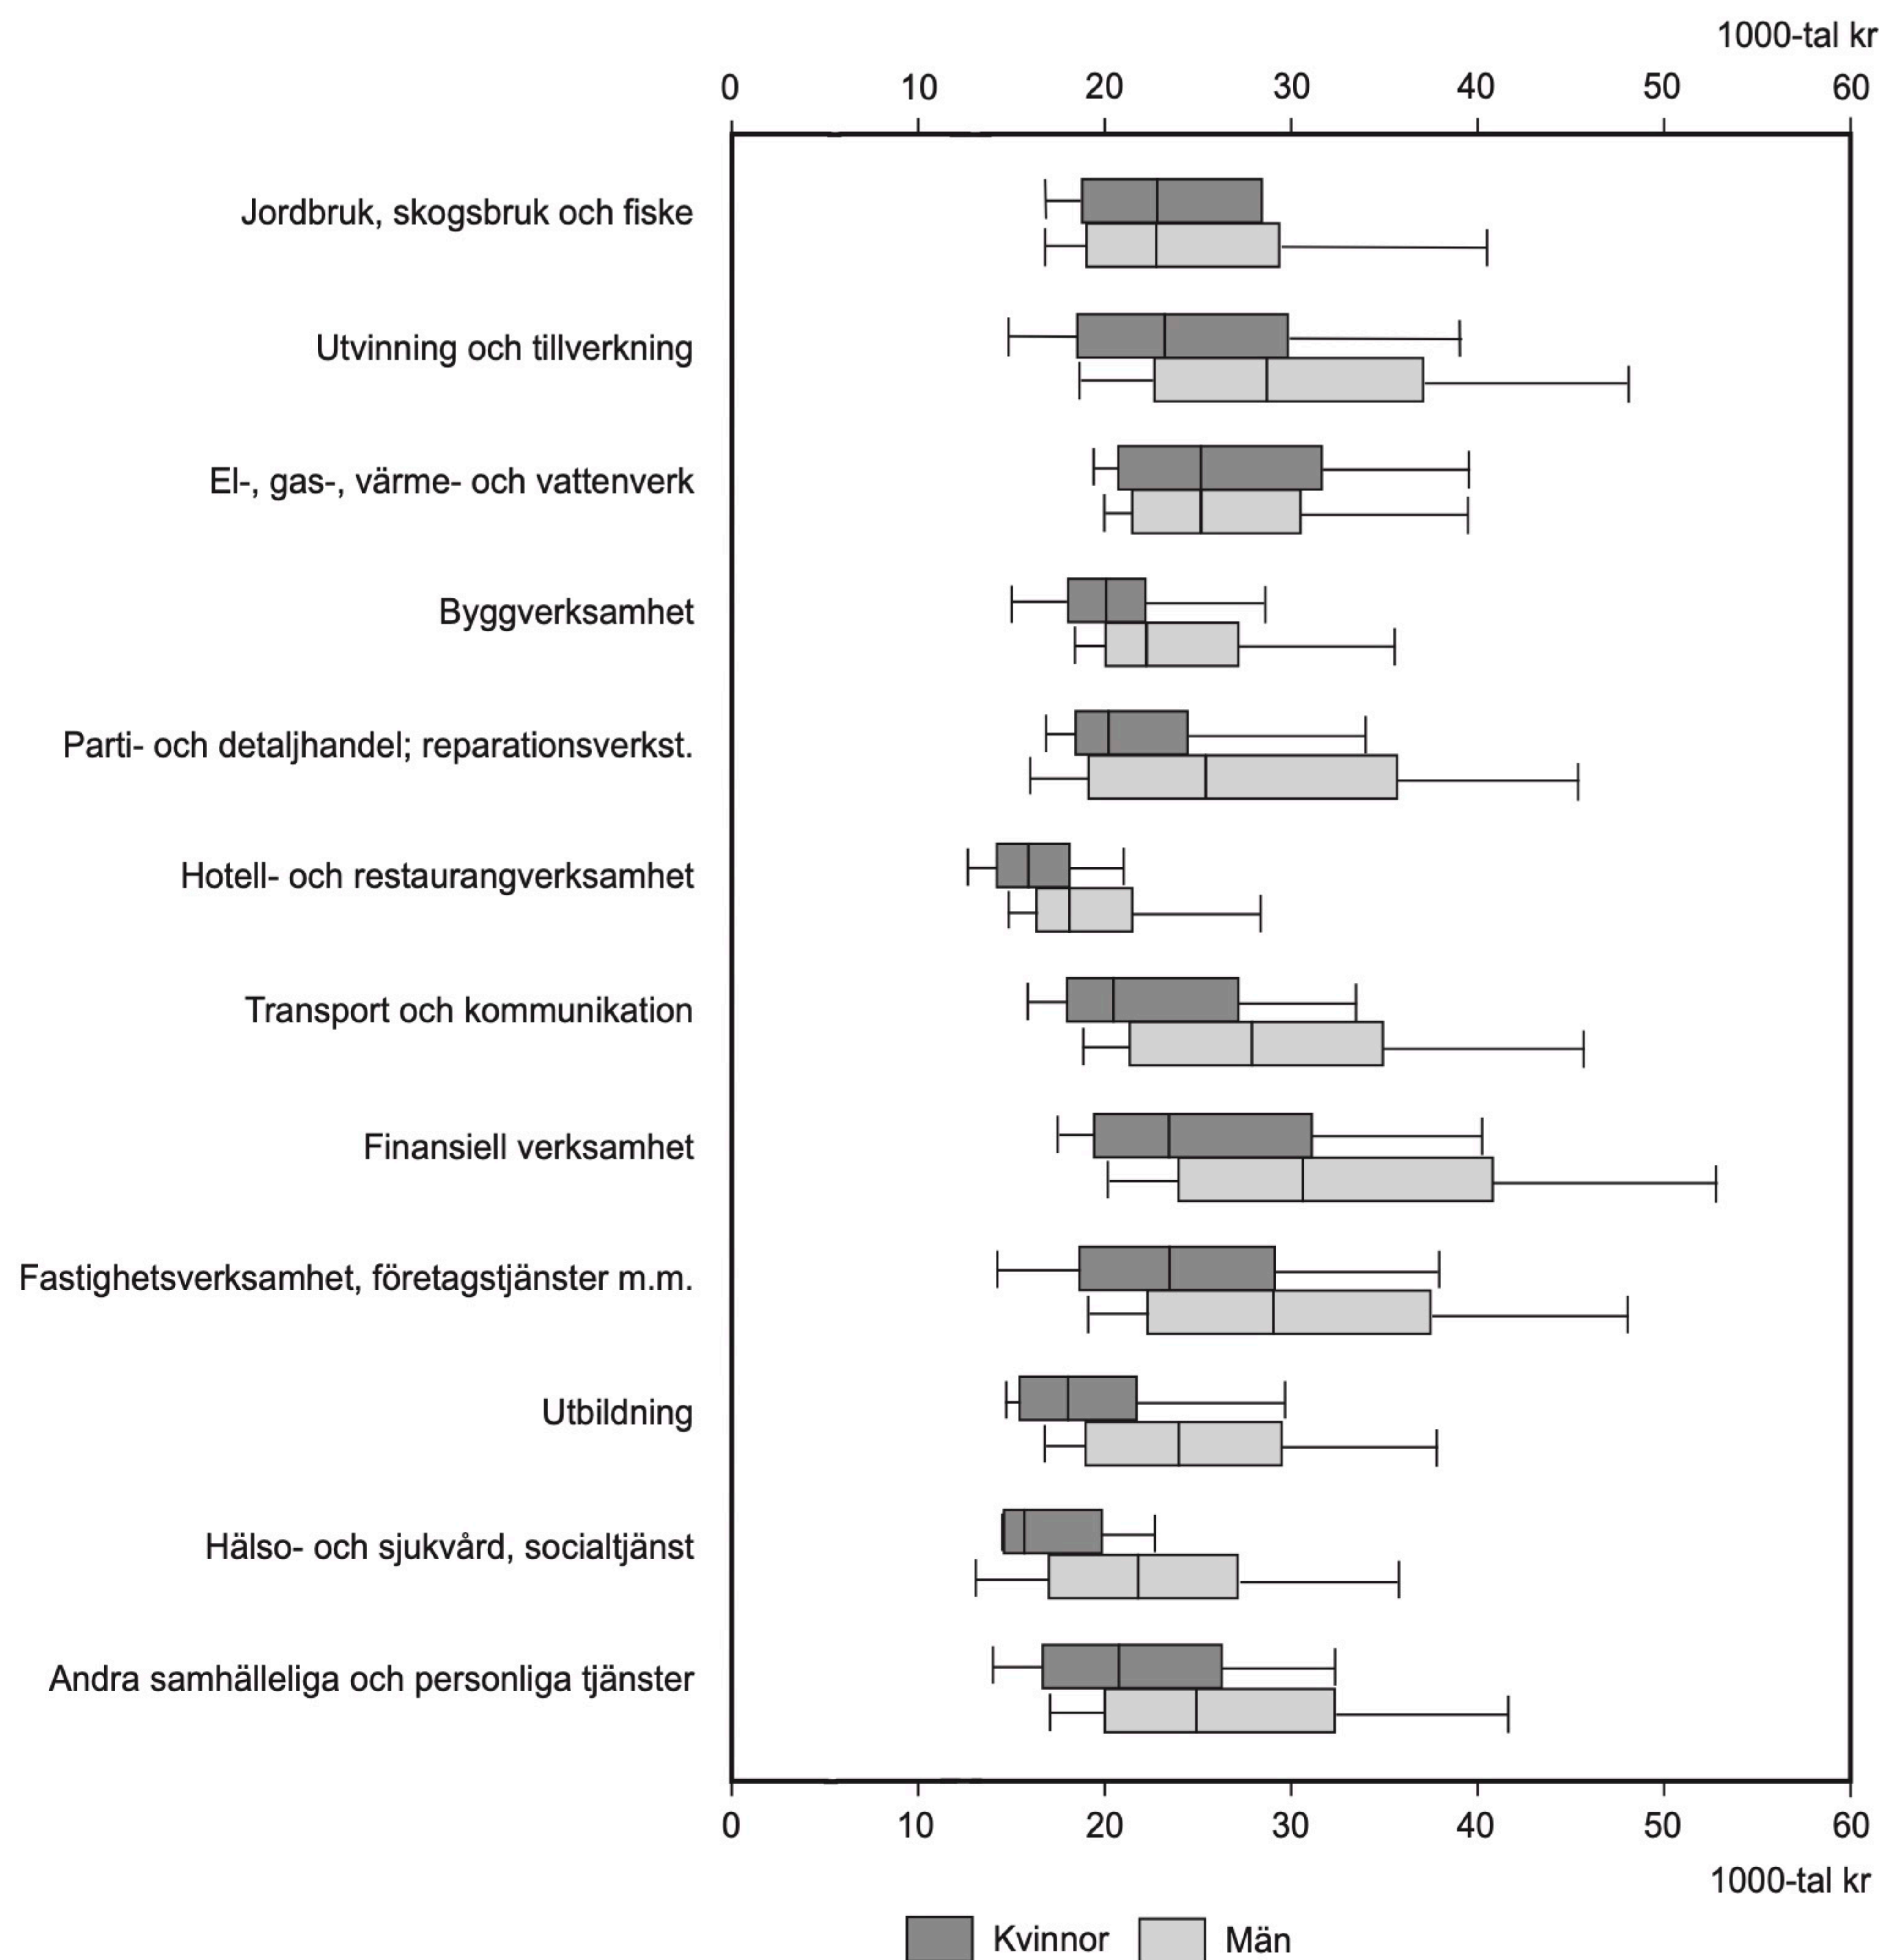 1000-tal kr
0 10 20 30 40 50 60
Jordbruk, skogsbruk och fiske
Utvinning och tillverkning
El-, gas-, värme- och vattenverk
Byggverksamhet
Parti- och detaljhandel; reparationsverkst.
Hotell- och restaurangverksamhet
Transport och kommunikation
Finansiell verksamhet
Fastighetsverksamhet, företagstjänster m.m.
Utbildning
Hälso- och sjukvård, socialtjänst
Andra samhälleliga och personliga tjänster
0 10 20 30 40 50 60
1000-tal kr
Kvinnor Män